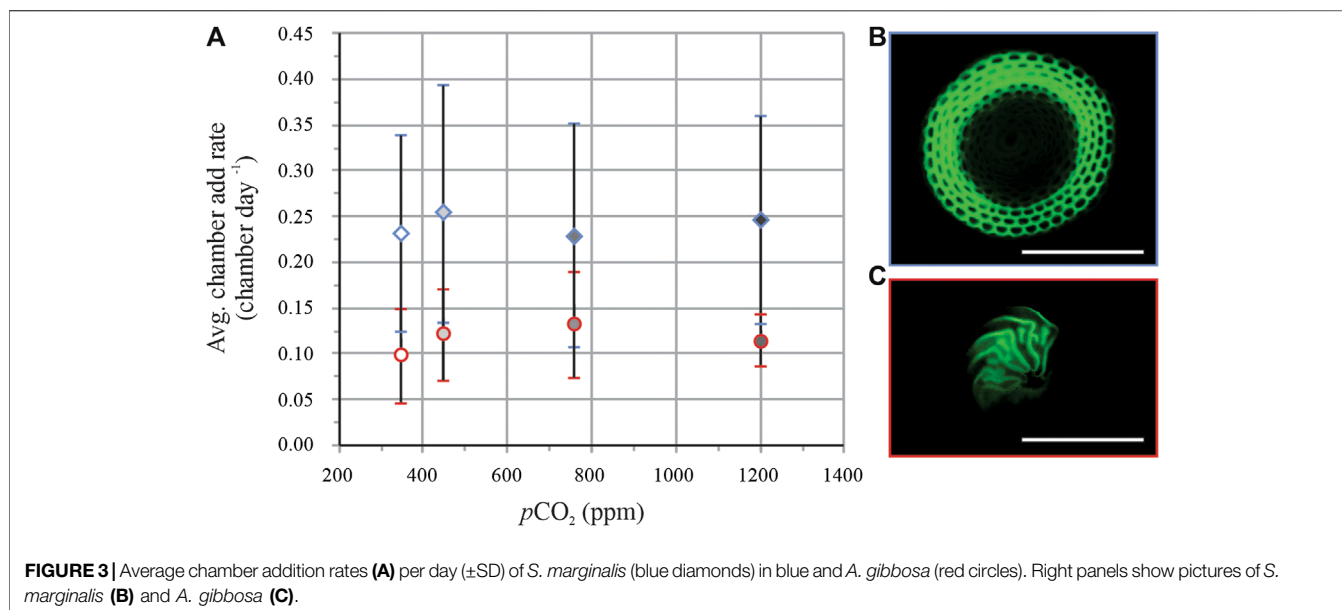 A
0.45
0.40
0.35
0.30
0.25
0.20
0.15
0.10
0.05
0.00
Avg. chamber add rate
(chamber day -1)
200 400 600 800 1000 1200 1400
pCO2 (ppm)
B
C
FIGURE 3 | Average chamber addition rates (A) per day (±SD) of S. marginalis (blue diamonds) in blue and A. gibbosa (red circles). Right panels show pictures of S.
marginalis (B) and A. gibbosa (C).